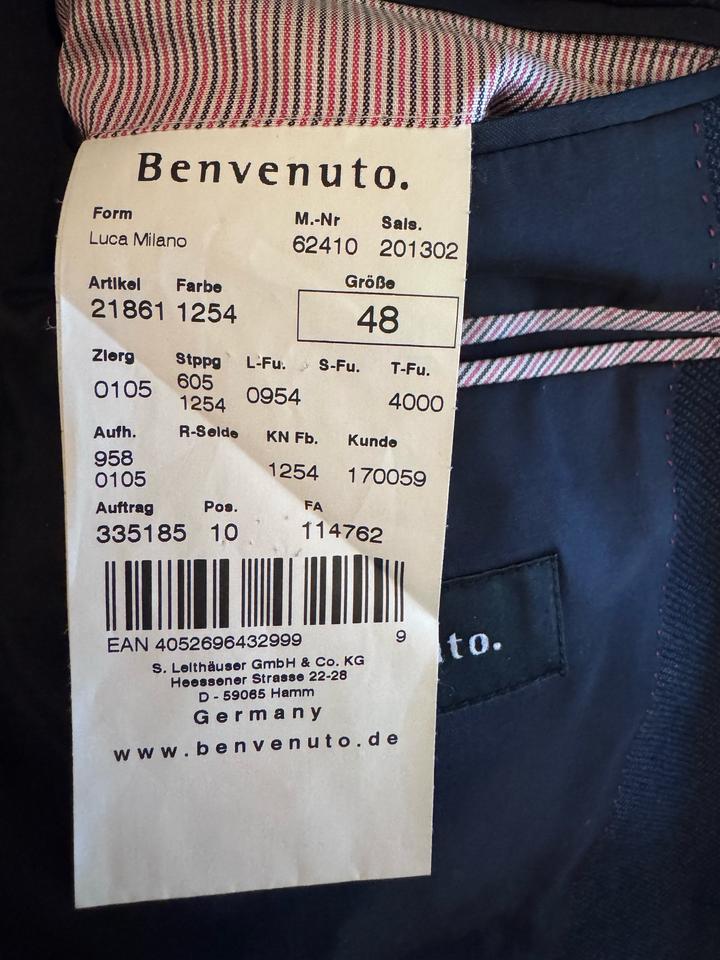 Benvenuto.
Form M.-Nr Sais.
Luca Milano 62410 201302
Artikel Farbe Größe
21861 1254 48
Zierg Stppg L-Fu. S-Fu. T-Fu.
0105 605 0954 4000
1254
Aufh. R-Seide KN Fb. Kunde
958 1254 170059
0105
Auftrag Pos. FA
335185 10 114762
EAN 4052696432999 9
S. Leithäuser GmbH & Co. KG
Heessener Strasse 22-28
D - 59065 Hamm
Germany
www.benvenuto.de
uto.